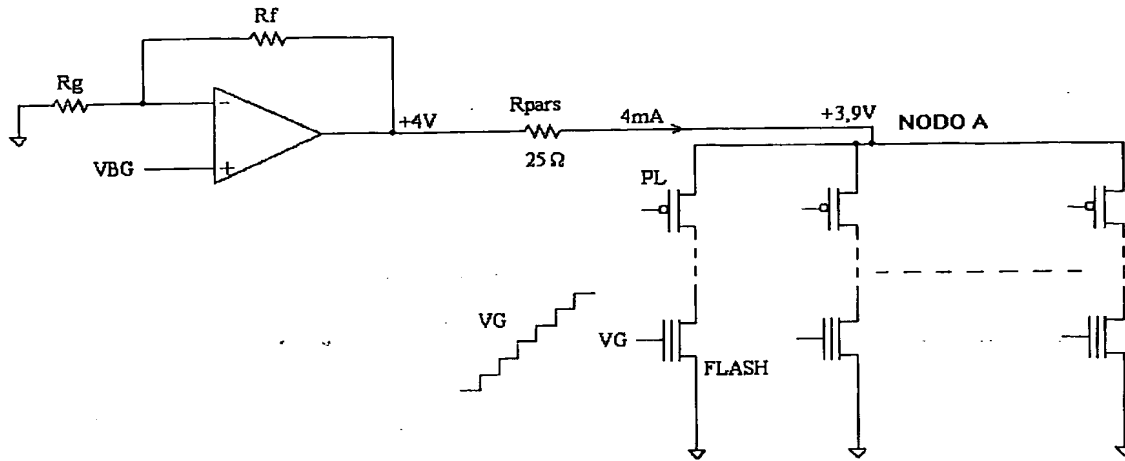 Rf
Rg
Rpars
+4V
4mA
+3,9V
NODO A
25 Ω
VBG
PL
VG
VG
FLASH